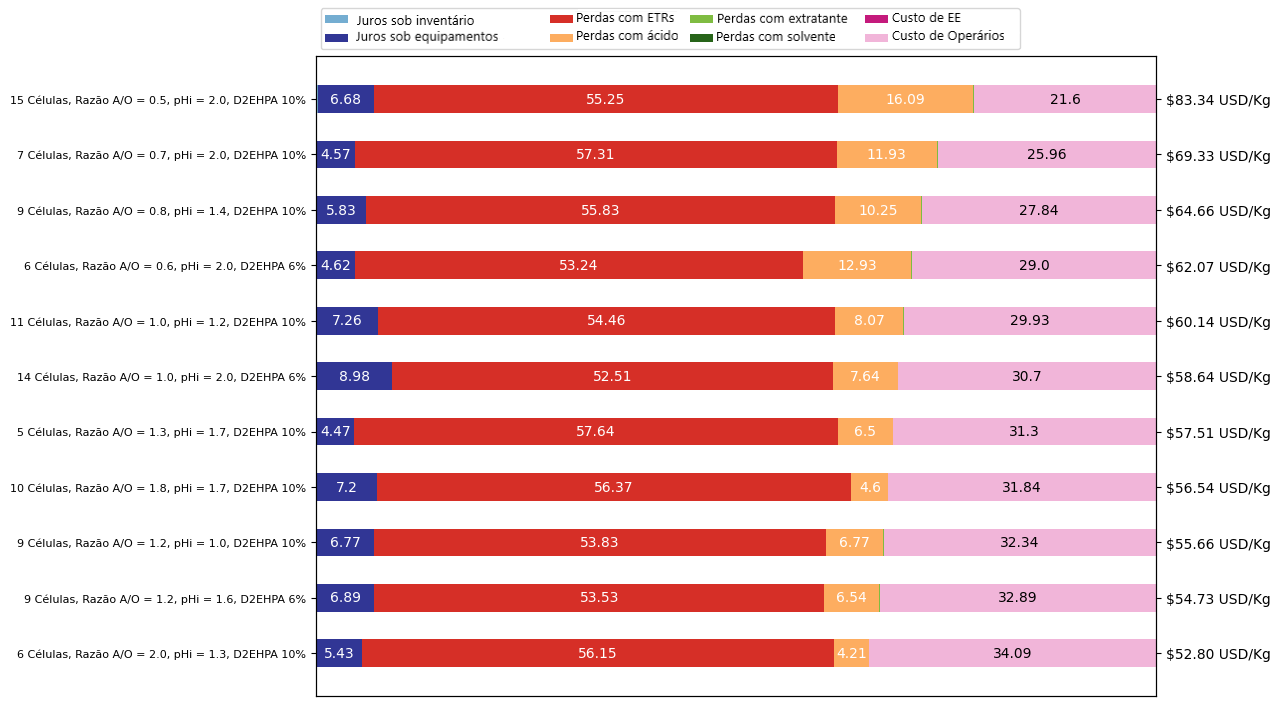 Juros sob inventário Perdas com ETRs Perdas com extratante Custo de EE
Juros sob equipamentos Perdas com ácido Perdas com solvente Custo de Operários
15 Células, Razão A/O = 0.5, pHi = 2.0, D2EHPA 10% 6.68 55.25 16.09 21.6 $83.34 USD/Kg
7 Células, Razão A/O = 0.7, pHi = 2.0, D2EHPA 10% 4.57 57.31 11.93 25.96 $69.33 USD/Kg
9 Células, Razão A/O = 0.8, pHi = 1.4, D2EHPA 10% 5.83 55.83 10.25 27.84 $64.66 USD/Kg
6 Células, Razão A/O = 0.6, pHi = 2.0, D2EHPA 6% 4.62 53.24 12.93 29.0 $62.07 USD/Kg
11 Células, Razão A/O = 1.0, pHi = 1.2, D2EHPA 10% 7.26 54.46 8.07 29.93 $60.14 USD/Kg
14 Células, Razão A/O = 1.0, pHi = 2.0, D2EHPA 6% 8.98 52.51 7.64 30.7 $58.64 USD/Kg
5 Células, Razão A/O = 1.3, pHi = 1.7, D2EHPA 10% 4.47 57.64 6.5 31.3 $57.51 USD/Kg
10 Células, Razão A/O = 1.8, pHi = 1.7, D2EHPA 10% 7.2 56.37 4.6 31.84 $56.54 USD/Kg
9 Células, Razão A/O = 1.2, pHi = 1.0, D2EHPA 10% 6.77 53.83 6.77 32.34 $55.66 USD/Kg
9 Células, Razão A/O = 1.2, pHi = 1.6, D2EHPA 6% 6.89 53.53 6.54 32.89 $54.73 USD/Kg
6 Células, Razão A/O = 2.0, pHi = 1.3, D2EHPA 10% 5.43 56.15 4.21 34.09 $52.80 USD/Kg